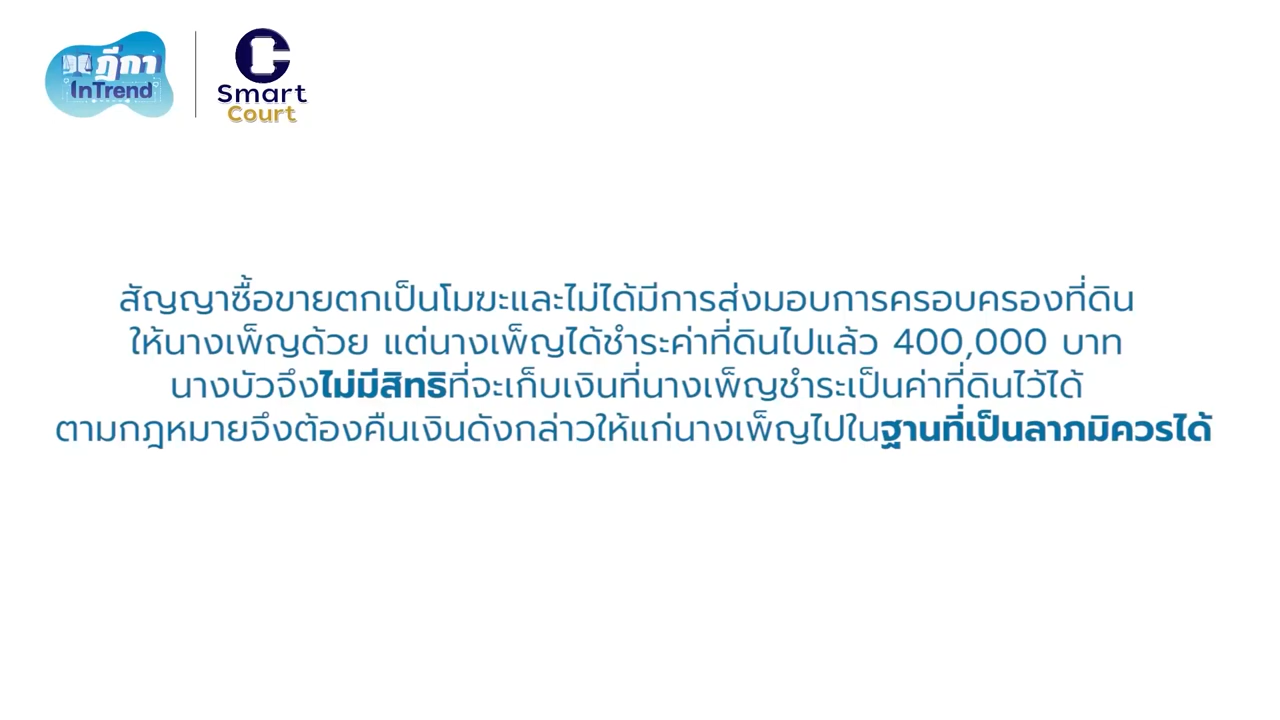 ฎีกา
InTrend
Smart
Court
สัญญาซื้อขายตกเป็นโมฆะและไม่ได้มีการส่งมอบการครอบครองที่ดิน
ให้นางเพ็ญด้วย แต่นางเพ็ญได้ชำระค่าที่ดินไปแล้ว 400,000 บาท
นางบัวจึงไม่มีสิทธิที่จะเก็บเงินที่นางเพ็ญชำระเป็นค่าที่ดินไว้ได้
ตามกฎหมายจึงต้องคืนเงินดังกล่าวให้แก่นางเพ็ญไปในฐานที่เป็นลาภมิควรได้